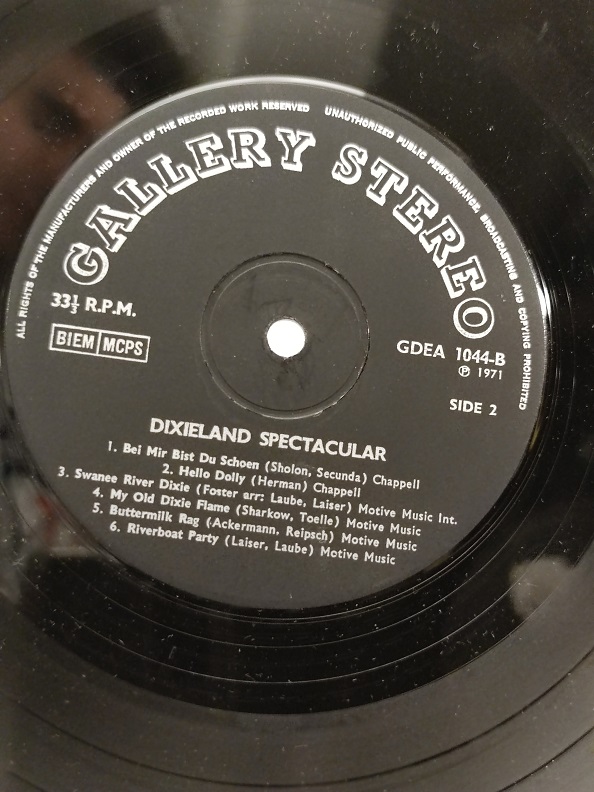 ALL RIGHTS OF THE MANUFACTURERS AND OWNER OF THE RECORDED WORK RESERVED UNAUTHORIZED PUBLIC PERFORMANCE, BROADCASTING AND COPYING PROHIBITED
GALLERY STEREO
33⅓ R.P.M.
BIEM MCPS
GDEA 1044-B
℗ 1971
SIDE 2
DIXIELAND SPECTACULAR
1. Bei Mir Bist Du Schoen (Sholon, Secunda) Chappell
2. Hello Dolly (Herman) Chappell
3. Swanee River Dixie (Foster arr: Laube, Laiser) Motive Music Int.
4. My Old Dixie Flame (Sharkow, Toelle) Motive Music
5. Buttermilk Rag (Ackermann, Reipsch) Motive Music
6. Riverboat Party (Laiser, Laube) Motive Music